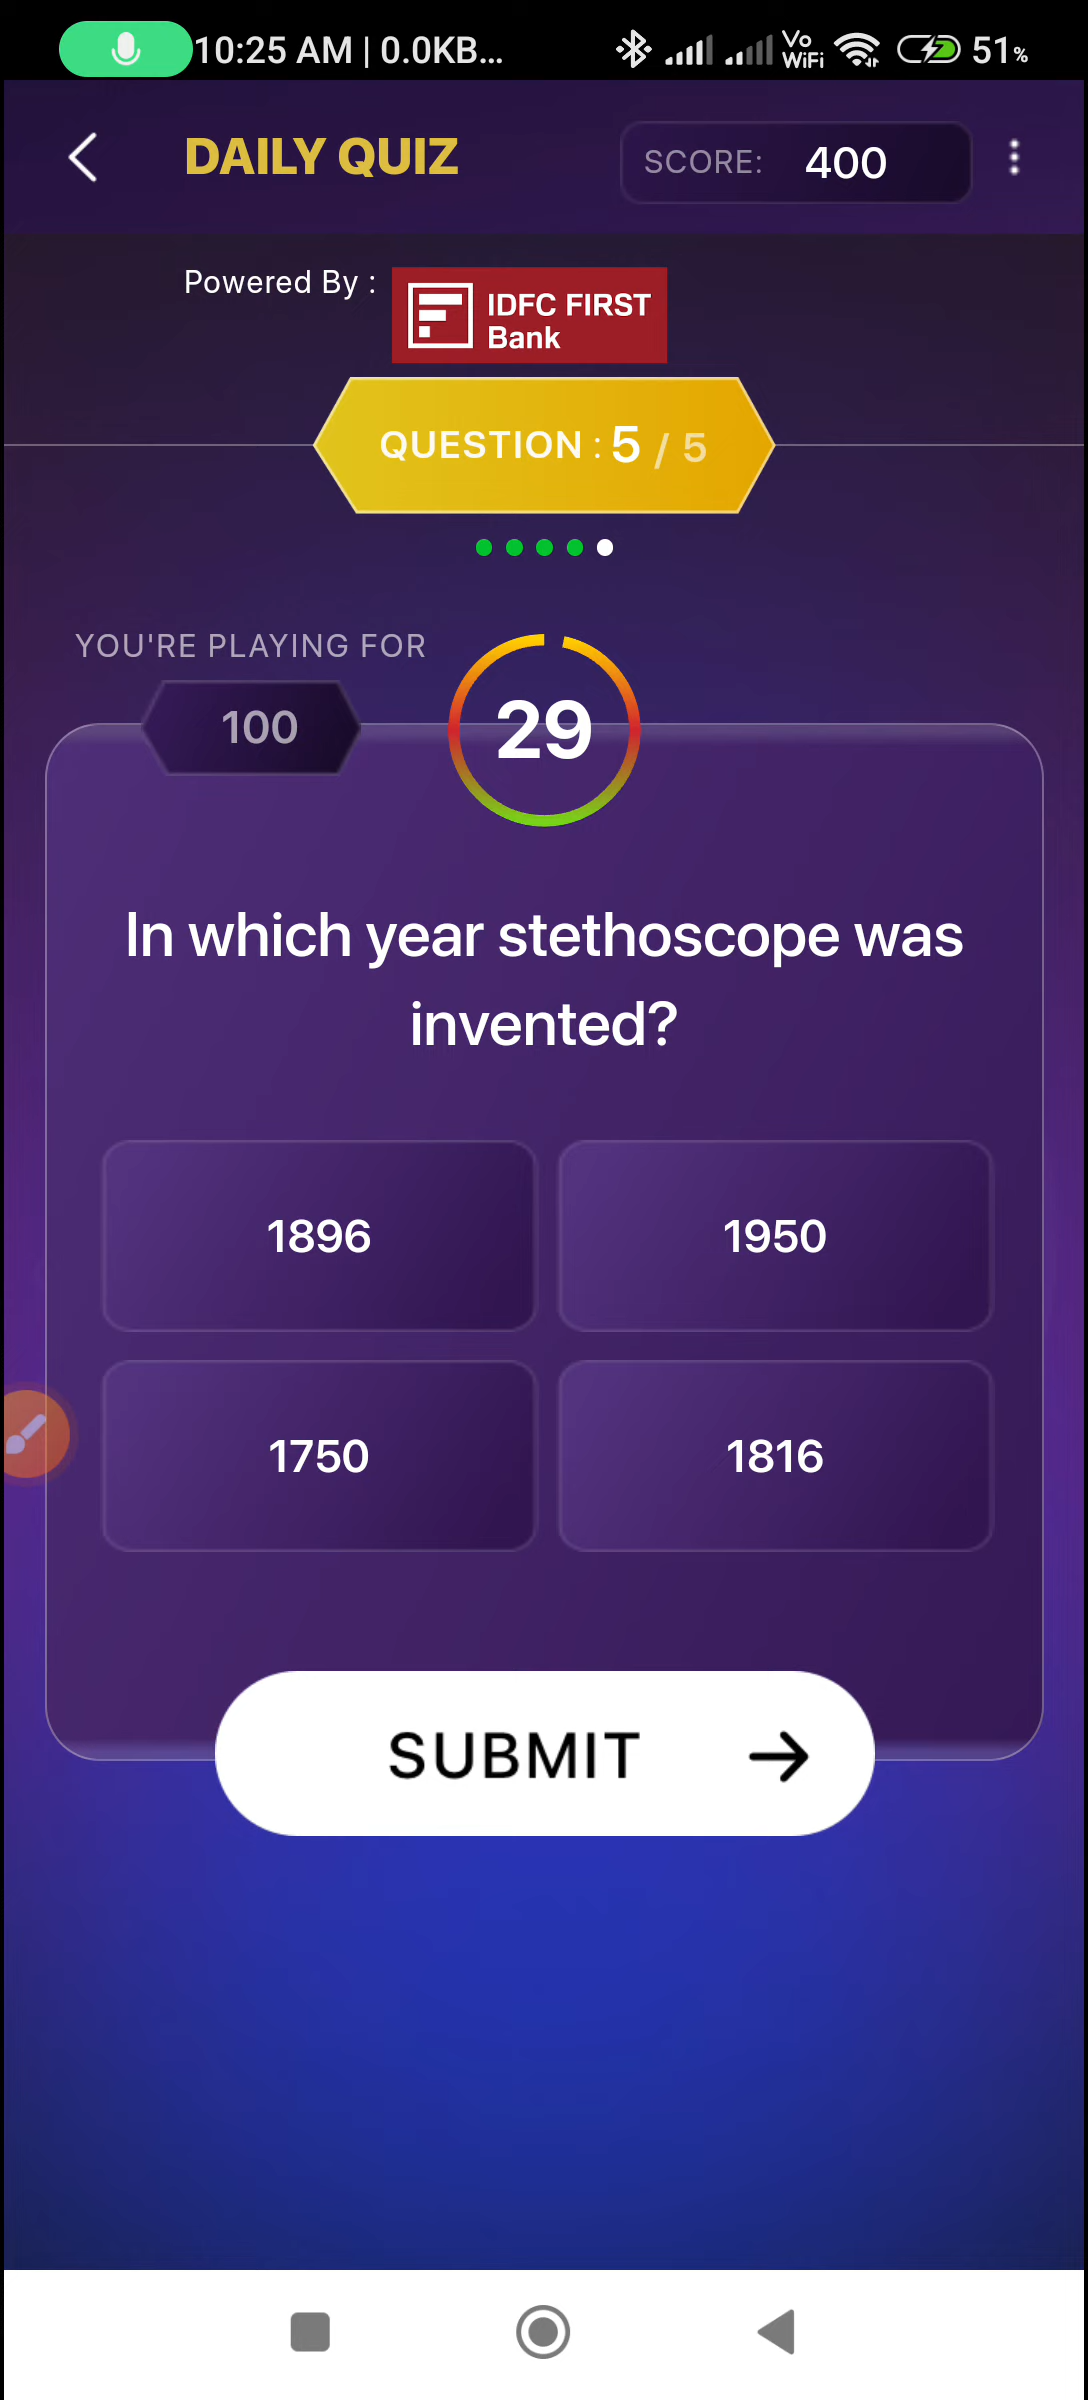 10:25 AM | 0.0KB...
Vo
WiFi
51%
DAILY QUIZ
SCORE: 400
Powered By :
IDFC FIRST
Bank
QUESTION : 5 / 5
YOU'RE PLAYING FOR
100
29
In which year stethoscope was
invented?
1896
1950
1750
1816
SUBMIT